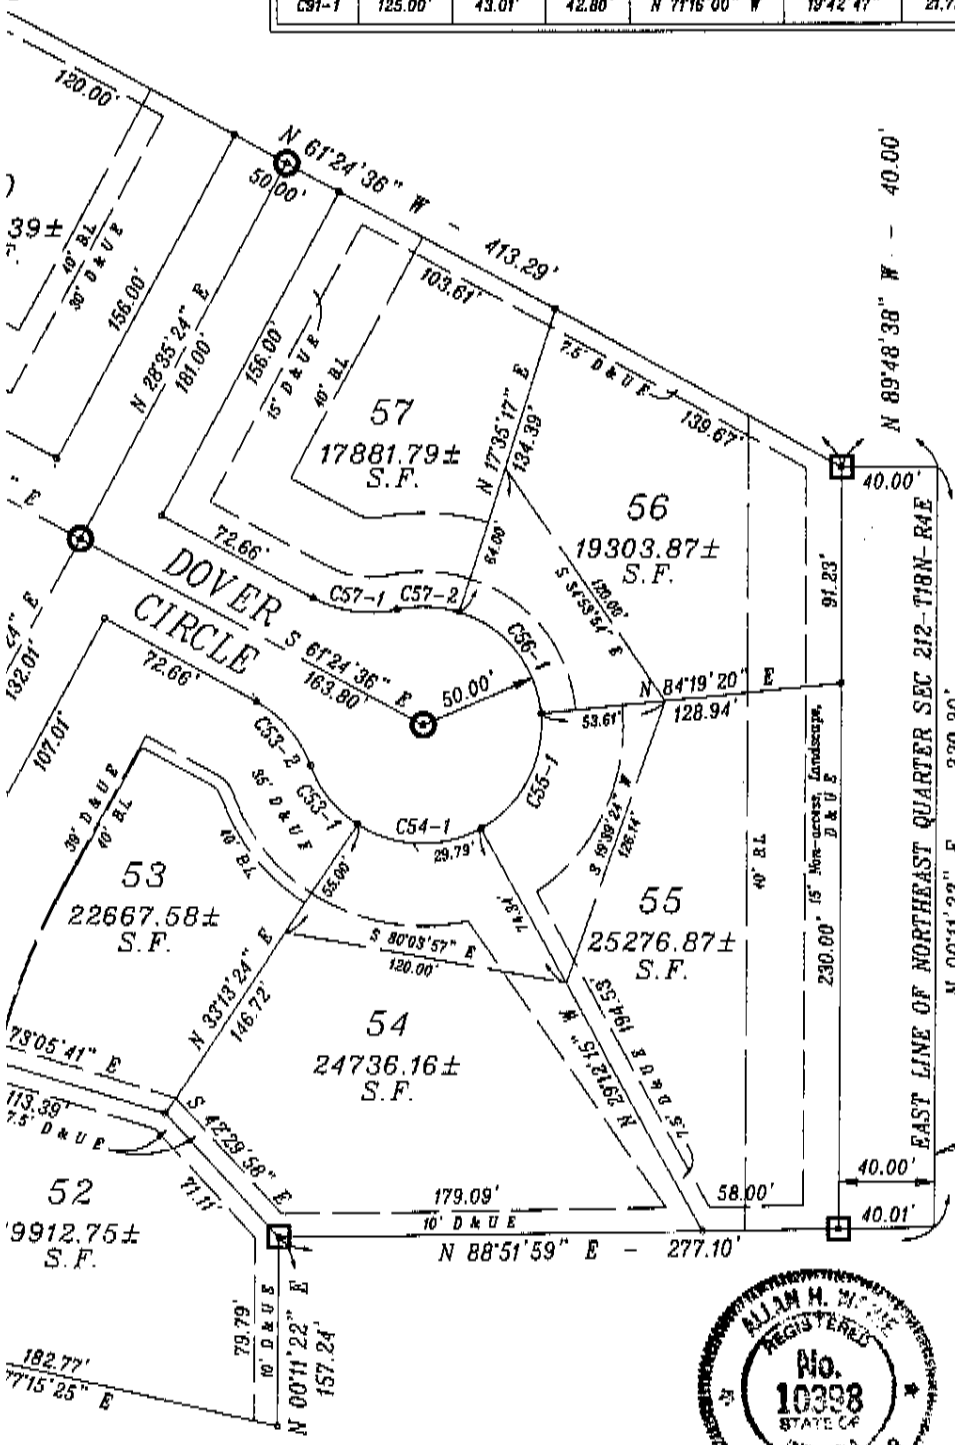 C91-1 125.00' 43.01' 42.80' N 71°16'00" W 19°42'47"
120.00'
N 61°24'36" W - 413.29'
50.00'
39±
40' B.L
30' D & U E
156.00'
N 28°35'24" E
181.00'
156.00'
15' D & U E
40' B.L
103.61'
7.5' D & U E
139.67'
N 89°48'38" W - 40.00'
40.00'
57
17881.79±
S.F.
N 17°35'17" E
134.39'
64.00'
56
19303.87±
S.F.
S 34°53'54" E
120.00'
91.23'
" E
72.66'
DOVER
CIRCLE
C57-1
C57-2
C56-1
S 61°24'36" E
163.80'
50.00'
N 84°19'20" E
53.61'
128.94'
24" E
132.01'
107.01'
72.66'
C53-2
C53-1
C54-1
C55-1
29.79'
35' D & U E
40' B.L
39' D & U E
40' B.L
55.00'
S 19°39'24" W
126.14'
74.34'
40' B.L
15' Non-access, Landscape,
D & U E
230.00'
EAST LINE OF NORTHEAST QUARTER SEC 212-T18N-R4E
53
22667.58±
S.F.
S 80°03'57" E
120.00'
55
25276.87±
S.F.
N 33°13'24" E
146.72'
54
24736.16±
S.F.
194.53'
N 29°12'15" W
7.5' D & U E
73°05'41" E
113.39'
7.5' D & U E
S 42°29'58" E
71.11'
52
9912.75±
S.F.
179.09'
10' D & U E
58.00'
40.00'
40.01'
N 88°51'59" E - 277.10'
79.79'
10' D & U E
N 00°11'22" E
157.24'
182.77'
77°15'25" E
ALLAN H.
REGISTERED
No.
10398
STATE OF